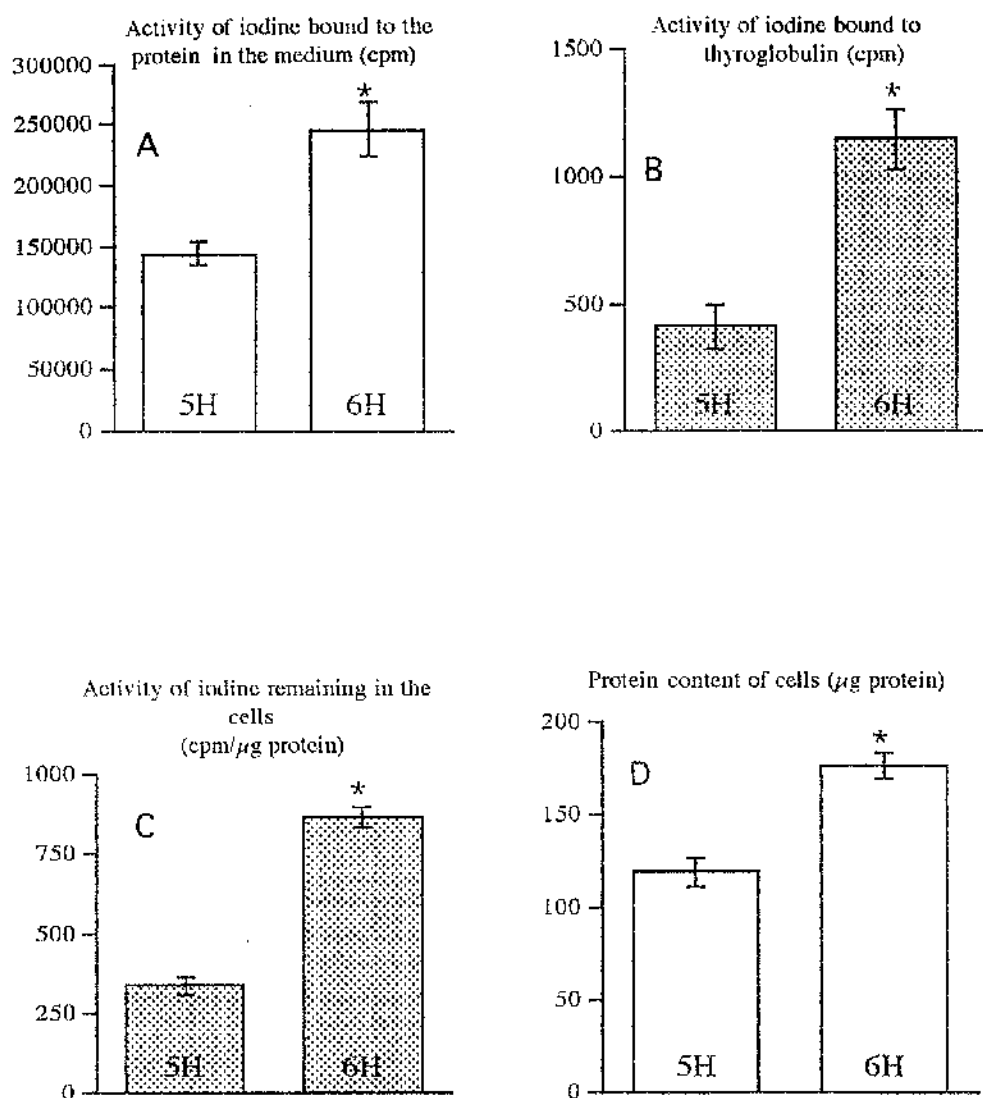 Activity of iodine bound to the
protein in the medium (cpm)
300000
250000
200000
150000
100000
50000
0
A
*
5H
6H
Activity of iodine bound to
thyroglobulin (cpm)
1500
1000
500
0
B
*
5H
6H
Activity of iodine remaining in the
cells
(cpm/µg protein)
1000
750
500
250
0
C
*
5H
6H
Protein content of cells (µg protein)
200
150
100
50
0
D
*
5H
6H